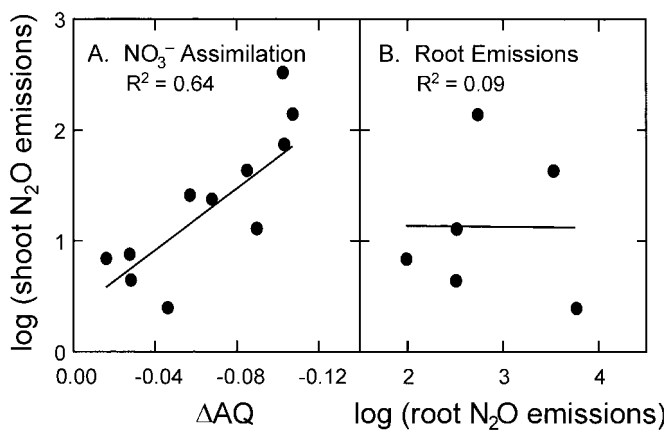 A. NO₃⁻ Assimilation
R² = 0.64
B. Root Emissions
R² = 0.09
log (shoot N₂O emissions)
3
2
1
0
0.00 -0.04 -0.08 -0.12
2 3 4
ΔAQ
log (root N₂O emissions)